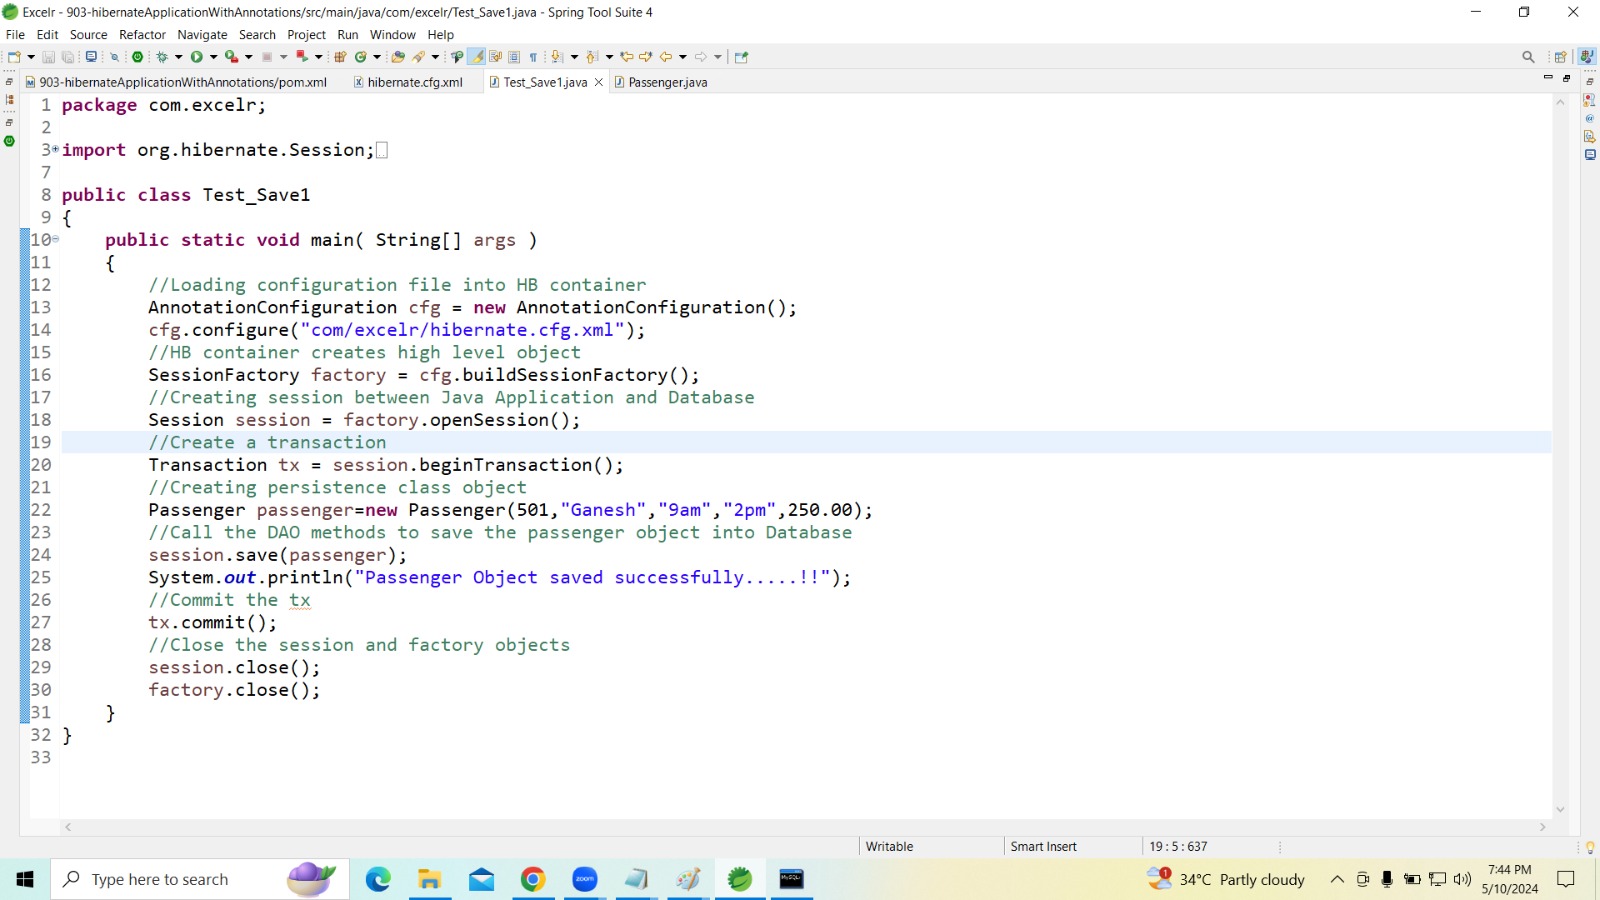 Excelr - 903-hibernateApplicationWithAnnotations/src/main/java/com/excelr/Test_Save1.java - Spring Tool Suite 4
File Edit Source Refactor Navigate Search Project Run Window Help
903-hibernateApplicationWithAnnotations/pom.xml hibernate.cfg.xml Test_Save1.java Passenger.java
1 package com.excelr;
2
3 import org.hibernate.Session;
7
8 public class Test_Save1
9 {
10 public static void main( String[] args )
11 {
12 //Loading configuration file into HB container
13 AnnotationConfiguration cfg = new AnnotationConfiguration();
14 cfg.configure("com/excelr/hibernate.cfg.xml");
15 //HB container creates high level object
16 SessionFactory factory = cfg.buildSessionFactory();
17 //Creating session between Java Application and Database
18 Session session = factory.openSession();
19 //Create a transaction
20 Transaction tx = session.beginTransaction();
21 //Creating persistence class object
22 Passenger passenger=new Passenger(501,"Ganesh","9am","2pm",250.00);
23 //Call the DAO methods to save the passenger object into Database
24 session.save(passenger);
25 System.out.println("Passenger Object saved successfully.....!!");
26 //Commit the tx
27 tx.commit();
28 //Close the session and factory objects
29 session.close();
30 factory.close();
31 }
32 }
33
Writable Smart Insert 19 : 5 : 637
Type here to search zoom MySQL 1 34°C Partly cloudy 7:44 PM
5/10/2024